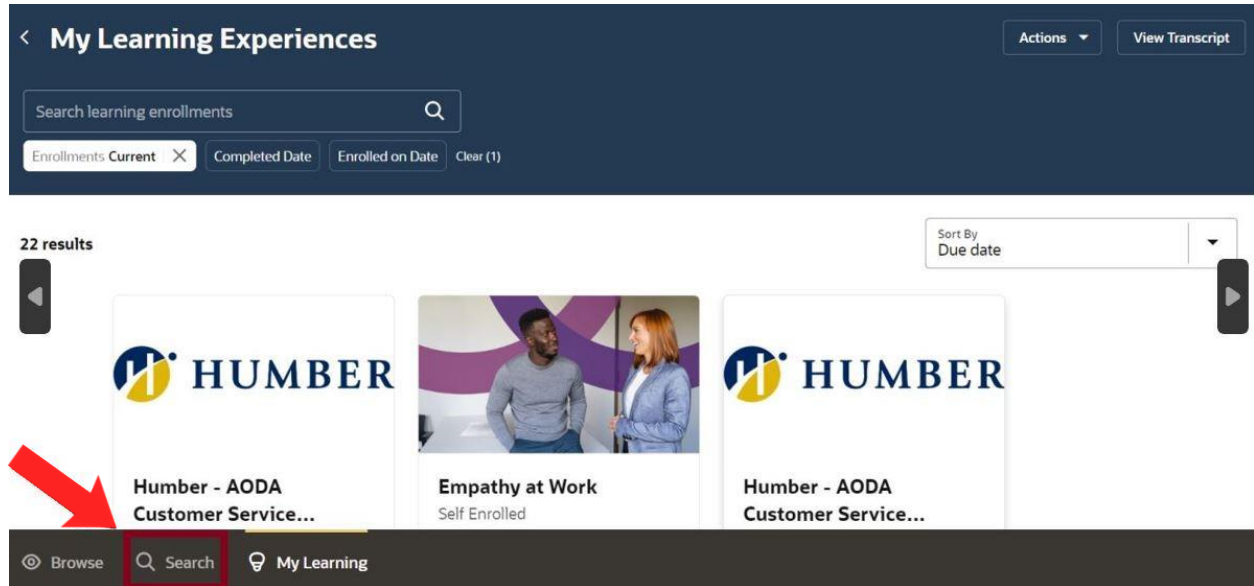 My Learning Experiences
Actions
View Transcript
Search learning enrollments
Enrollments Current
Completed Date
Enrolled on Date
Clear (1)
22 results
Sort By
Due date
HUMBER
HUMBER
Humber - AODA
Customer Service...
Empathy at Work
Self Enrolled
Humber - AODA
Customer Service...
Browse
Search
My Learning